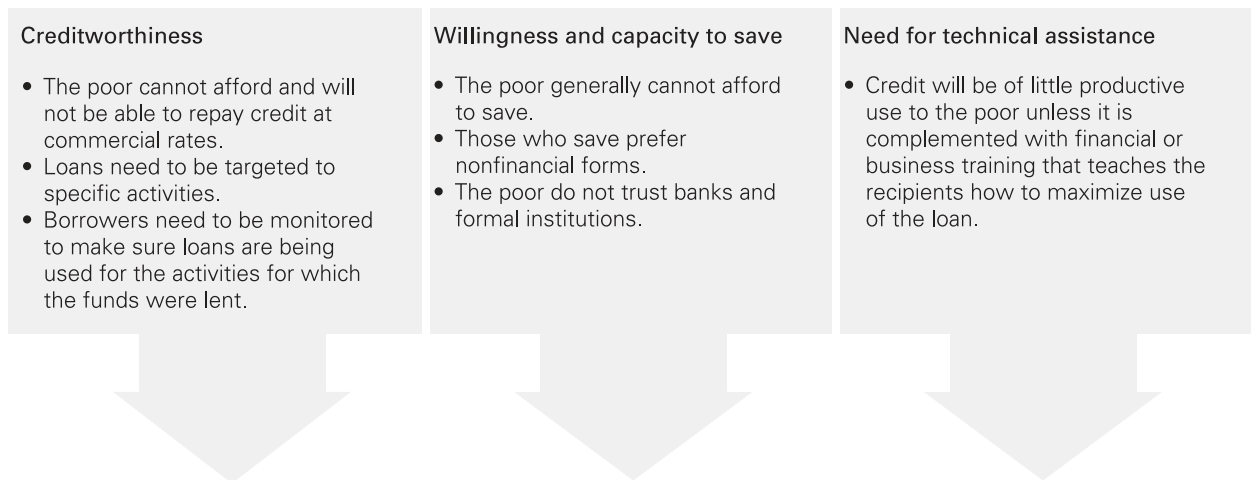 Creditworthiness
• The poor cannot afford and will
not be able to repay credit at
commercial rates.
• Loans need to be targeted to
specific activities.
• Borrowers need to be monitored
to make sure loans are being
used for the activities for which
the funds were lent.
Willingness and capacity to save
• The poor generally cannot afford
to save.
• Those who save prefer
nonfinancial forms.
• The poor do not trust banks and
formal institutions.
Need for technical assistance
• Credit will be of little productive
use to the poor unless it is
complemented with financial or
business training that teaches the
recipients how to maximize use
of the loan.